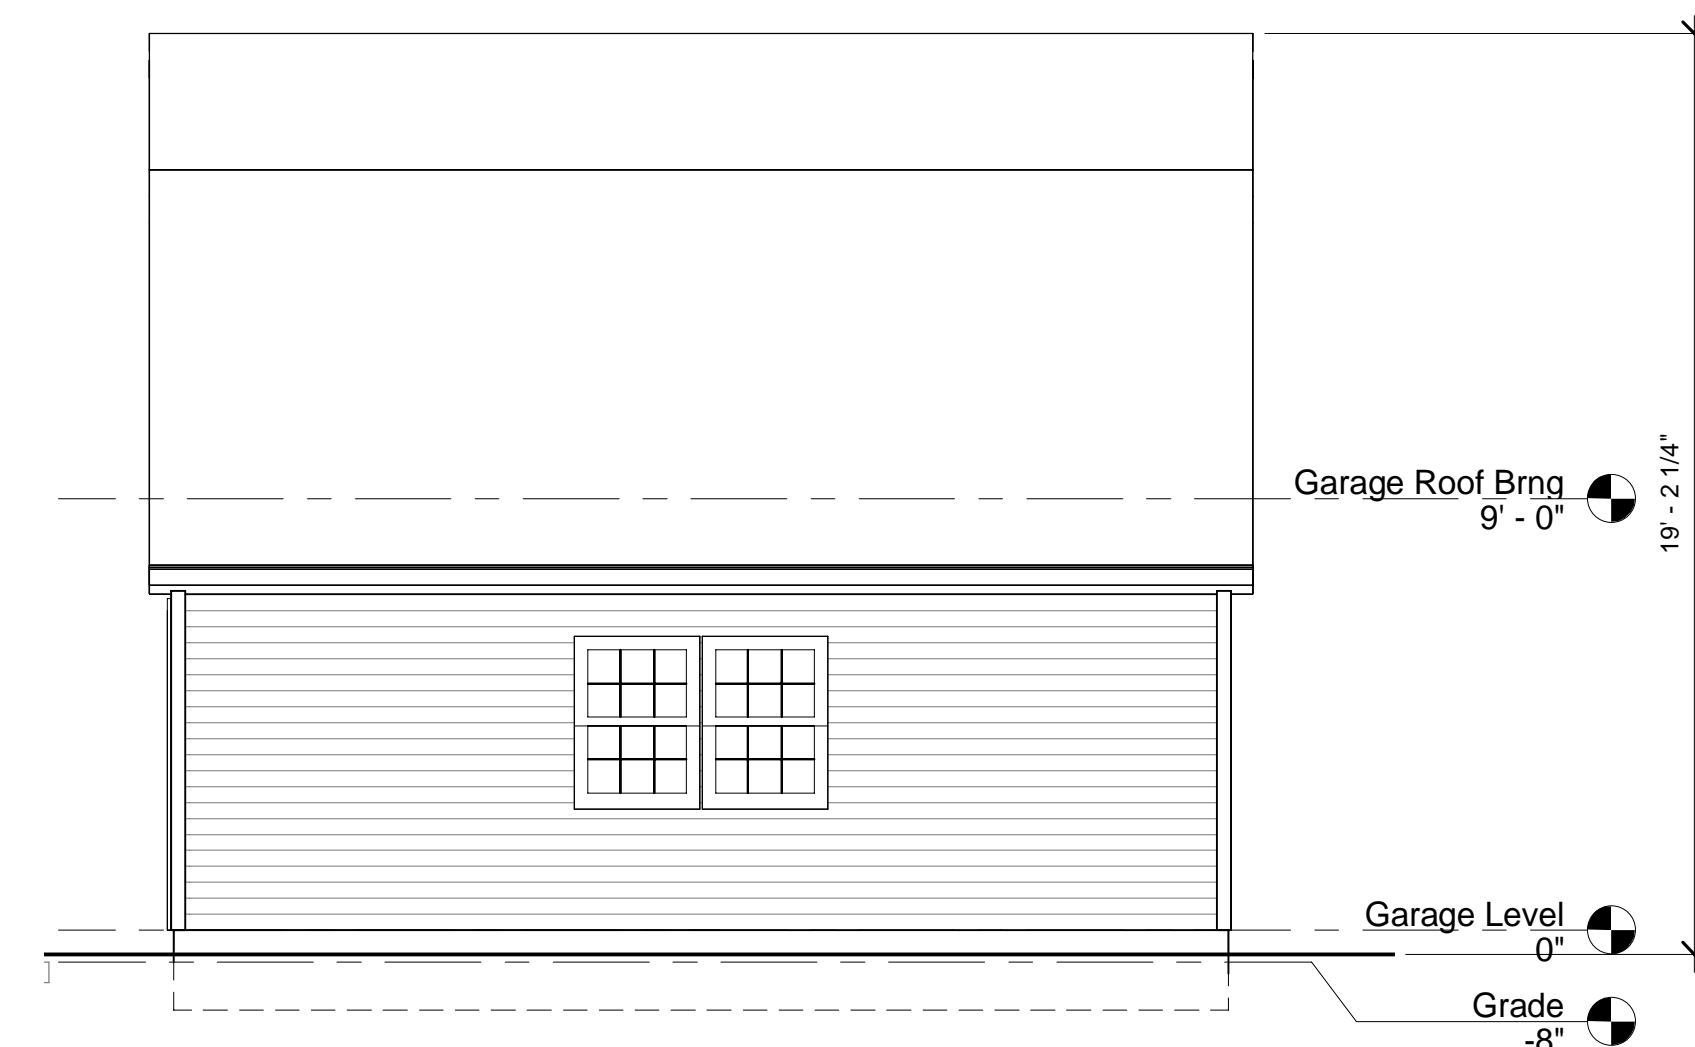 Garage Roof Brng
9' - 0"
19' - 2 1/4"
Garage Level
0"
Grade
-8"